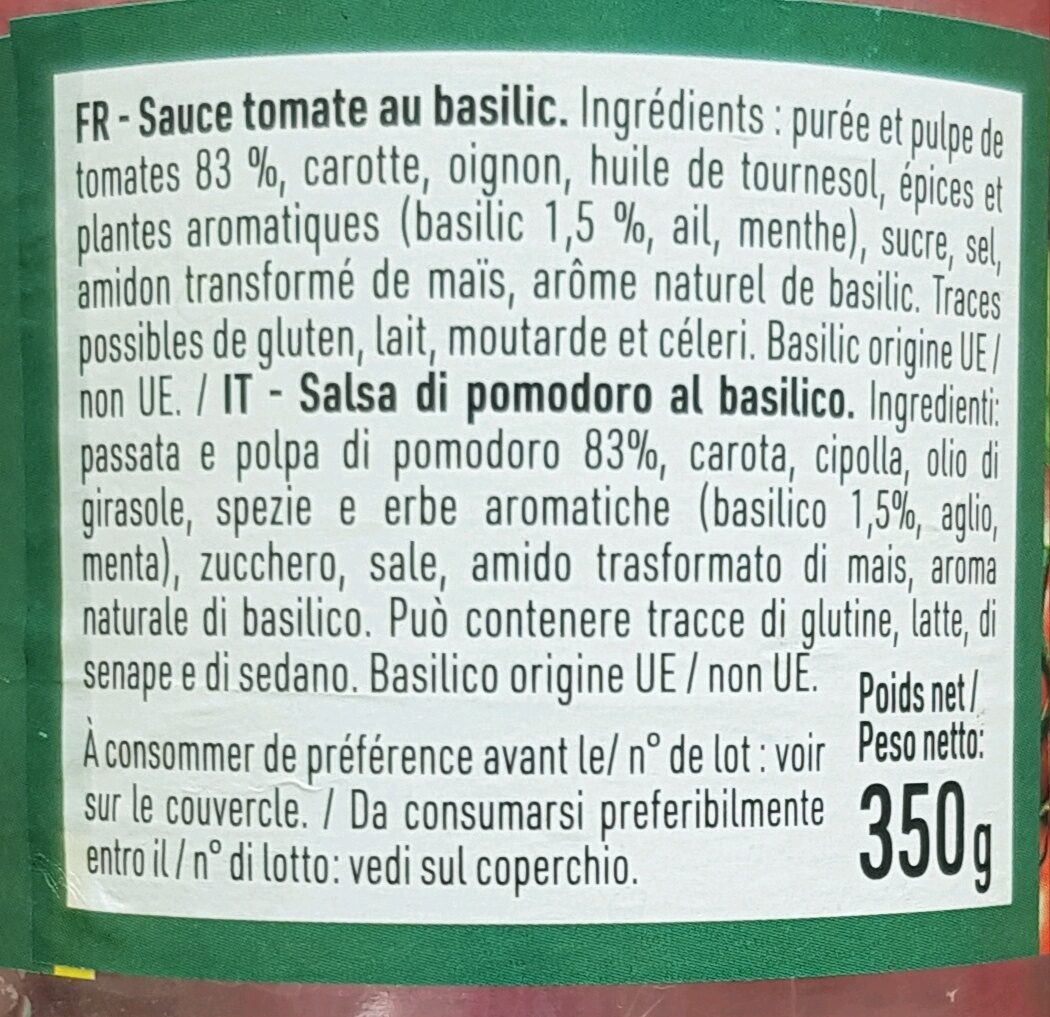 FR - Sauce tomate au basilic. Ingrédients : purée et pulpe de
tomates 83 %, carotte, oignon, huile de tournesol, épices et
plantes aromatiques (basilic 1,5 %, ail, menthe), sucre, sel,
amidon transformé de maïs, arôme naturel de basilic. Traces
possibles de gluten, lait, moutarde et céleri. Basilic origine UE /
non UE. / IT - Salsa di pomodoro al basilico. Ingredienti:
passata e polpa di pomodoro 83%, carota, cipolla, olio di
girasole, spezie e erbe aromatiche (basilico 1,5%, aglio,
menta), zucchero, sale, amido trasformato di mais, aroma
naturale di basilico. Può contenere tracce di glutine, latte, di
senape e di sedano. Basilico origine UE / non UE.
À consommer de préférence avant le/ n° de lot : voir
sur le couvercle. / Da consumarsi preferibilmente
entro il / n° di lotto: vedi sul coperchio.
Poids net /
Peso netto:
350g